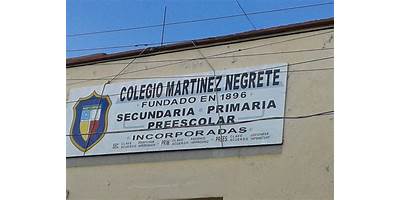 COLEGIO MARTINEZ NEGRETE
FUNDADO EN 1896
SECUNDARIA - PRIMARIA
PREESCOLAR
INCORPORADAS